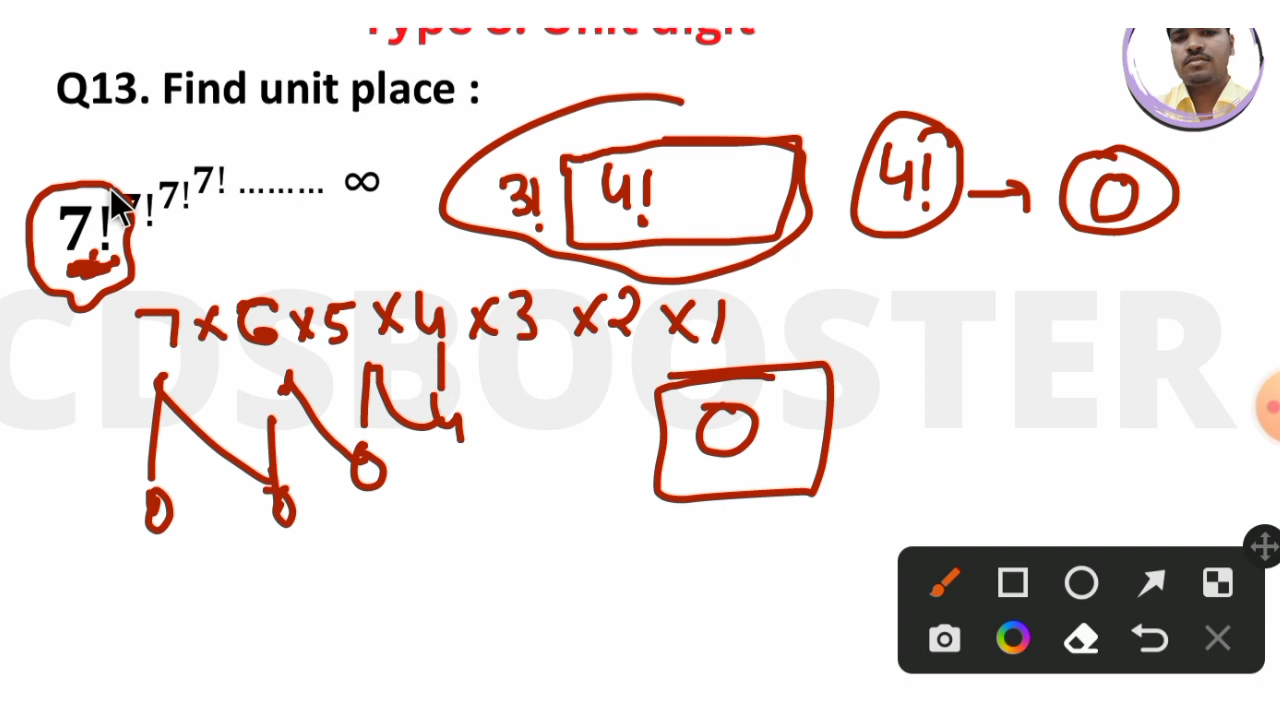 Type 8: Unit digit
Q13. Find unit place :
7!^7!^7!^7! ......... ∞
3! 4!
4! → 0
7×6×5×4×3×2×1
4
0 0 0
0
CDSBOOSTER